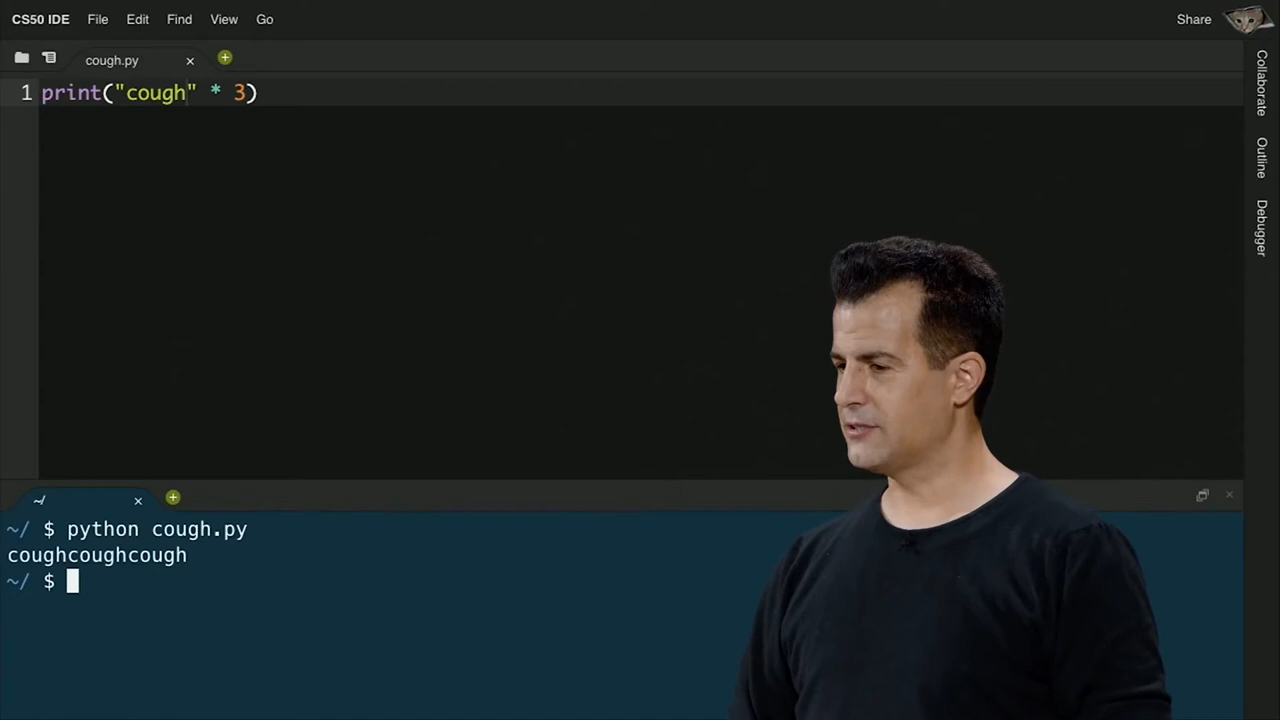 CS50 IDE File Edit Find View Go Share
cough.py
1 print("cough" * 3)
Collaborate
Outline
Debugger
~/
~/ $ python cough.py
coughcoughcough
~/ $